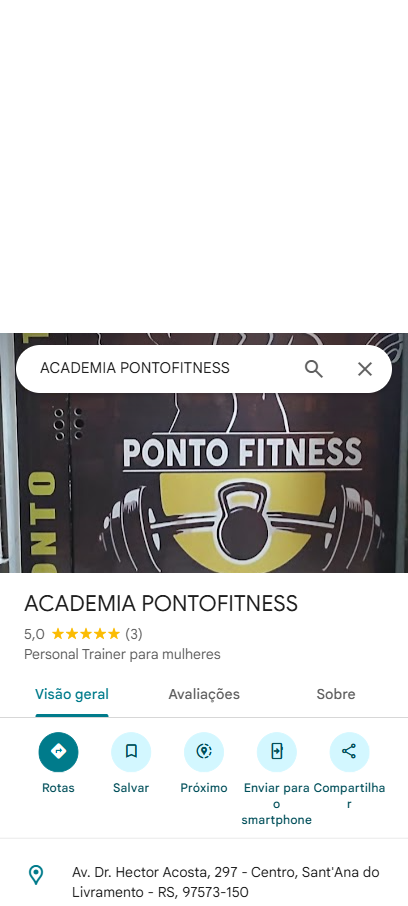 ACADEMIA PONTOFITNESS
PONTO FITNESS
ONTO
ACADEMIA PONTOFITNESS
5,0 ★★★★★ (3)
Personal Trainer para mulheres
Visão geral
Avaliações
Sobre
Rotas
Salvar
Próximo
Enviar para
o
smartphone
Compartilha
r
Av. Dr. Hector Acosta, 297 - Centro, Sant'Ana do
Livramento - RS, 97573-150